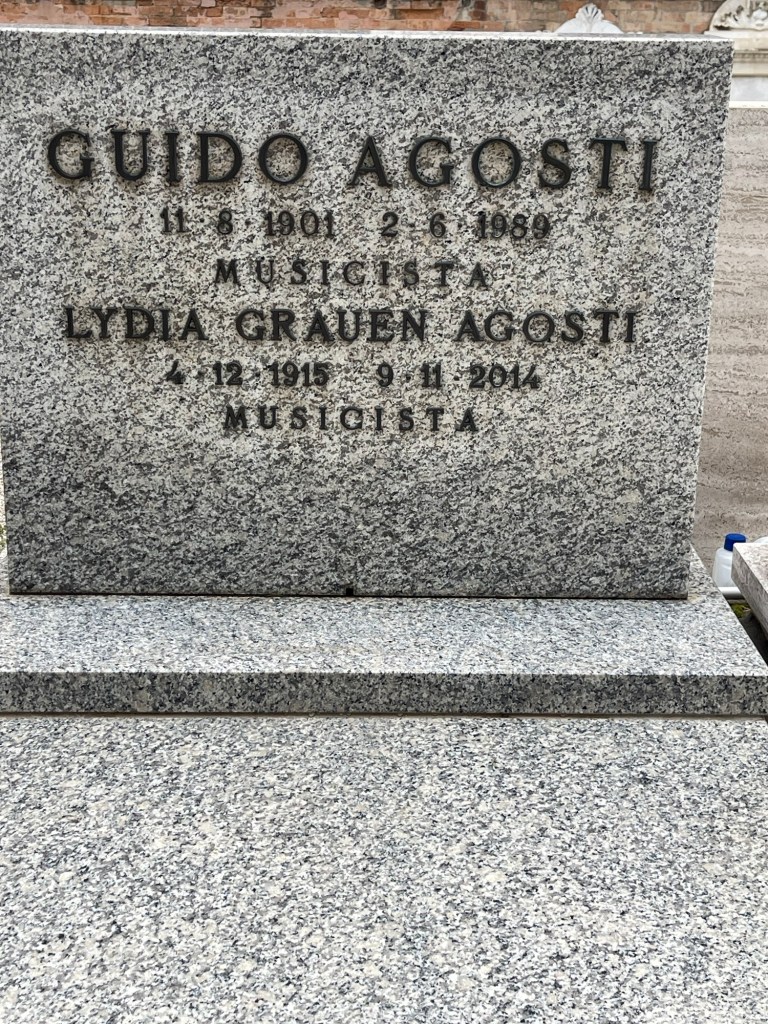 GUIDO AGOSTI
11·8·1901 2·6·1989
MUSICISTA
LYDIA GRAUEN AGOSTI
4·12·1915 9·11·2014
MUSICISTA